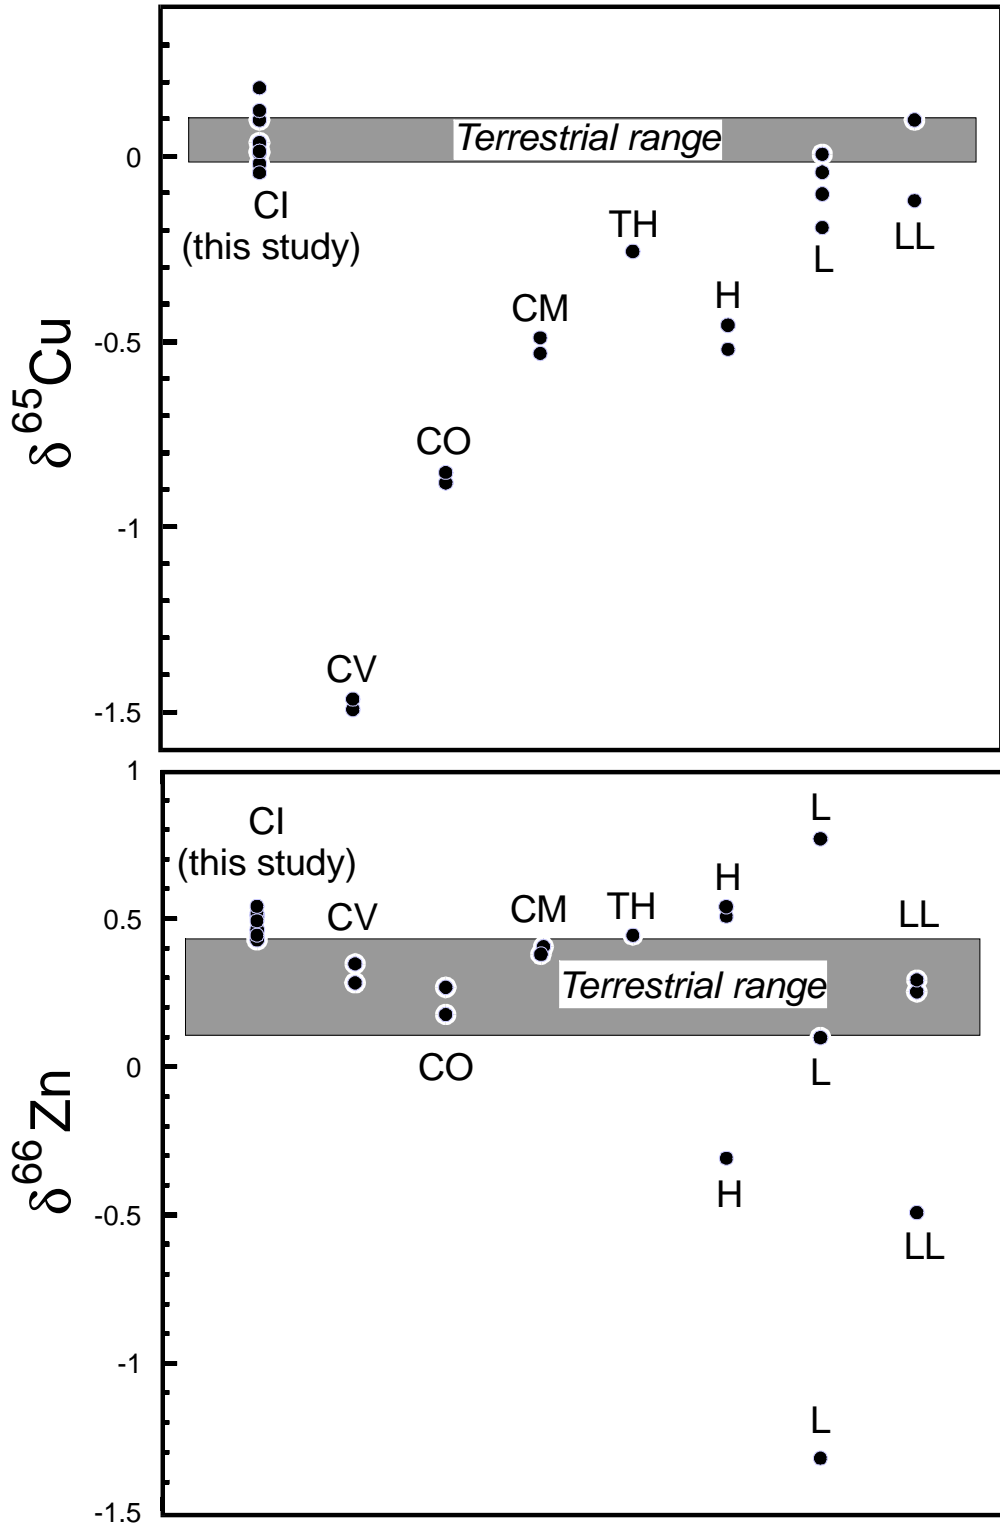 Terrestrial range
0
CI
(this study)
TH
L
LL
CM
H
-0.5
δ 65Cu
CO
-1
CV
-1.5
1
L
CI
(this study)
H
CV
CM
TH
LL
0.5
Terrestrial range
0
CO
L
δ66Zn
H
-0.5
LL
-1
L
-1.5